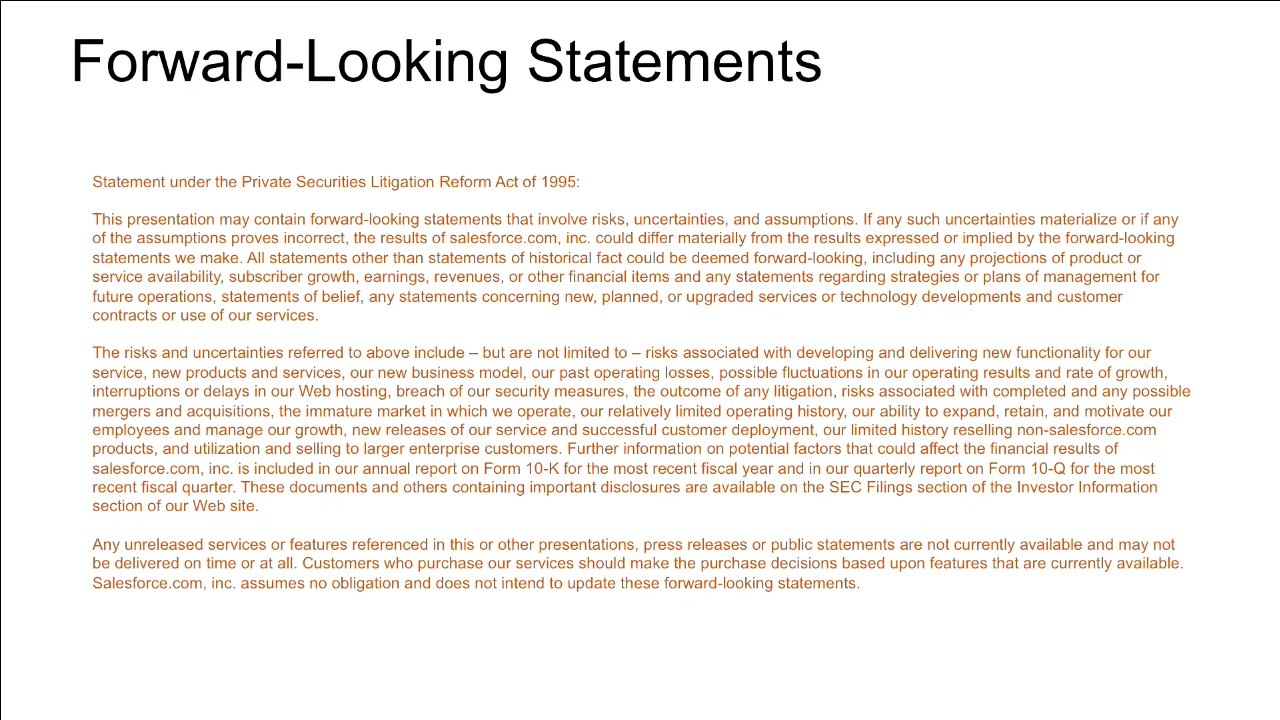 Forward-Looking Statements
Statement under the Private Securities Litigation Reform Act of 1995:
This presentation may contain forward-looking statements that involve risks, uncertainties, and assumptions. If any such uncertainties materialize or if any
of the assumptions proves incorrect, the results of salesforce.com, inc. could differ materially from the results expressed or implied by the forward-looking
statements we make. All statements other than statements of historical fact could be deemed forward-looking, including any projections of product or
service availability, subscriber growth, earnings, revenues, or other financial items and any statements regarding strategies or plans of management for
future operations, statements of belief, any statements concerning new, planned, or upgraded services or technology developments and customer
contracts or use of our services.
The risks and uncertainties referred to above include – but are not limited to – risks associated with developing and delivering new functionality for our
service, new products and services, our new business model, our past operating losses, possible fluctuations in our operating results and rate of growth,
interruptions or delays in our Web hosting, breach of our security measures, the outcome of any litigation, risks associated with completed and any possible
mergers and acquisitions, the immature market in which we operate, our relatively limited operating history, our ability to expand, retain, and motivate our
employees and manage our growth, new releases of our service and successful customer deployment, our limited history reselling non-salesforce.com
products, and utilization and selling to larger enterprise customers. Further information on potential factors that could affect the financial results of
salesforce.com, inc. is included in our annual report on Form 10-K for the most recent fiscal year and in our quarterly report on Form 10-Q for the most
recent fiscal quarter. These documents and others containing important disclosures are available on the SEC Filings section of the Investor Information
section of our Web site.
Any unreleased services or features referenced in this or other presentations, press releases or public statements are not currently available and may not
be delivered on time or at all. Customers who purchase our services should make the purchase decisions based upon features that are currently available.
Salesforce.com, inc. assumes no obligation and does not intend to update these forward-looking statements.